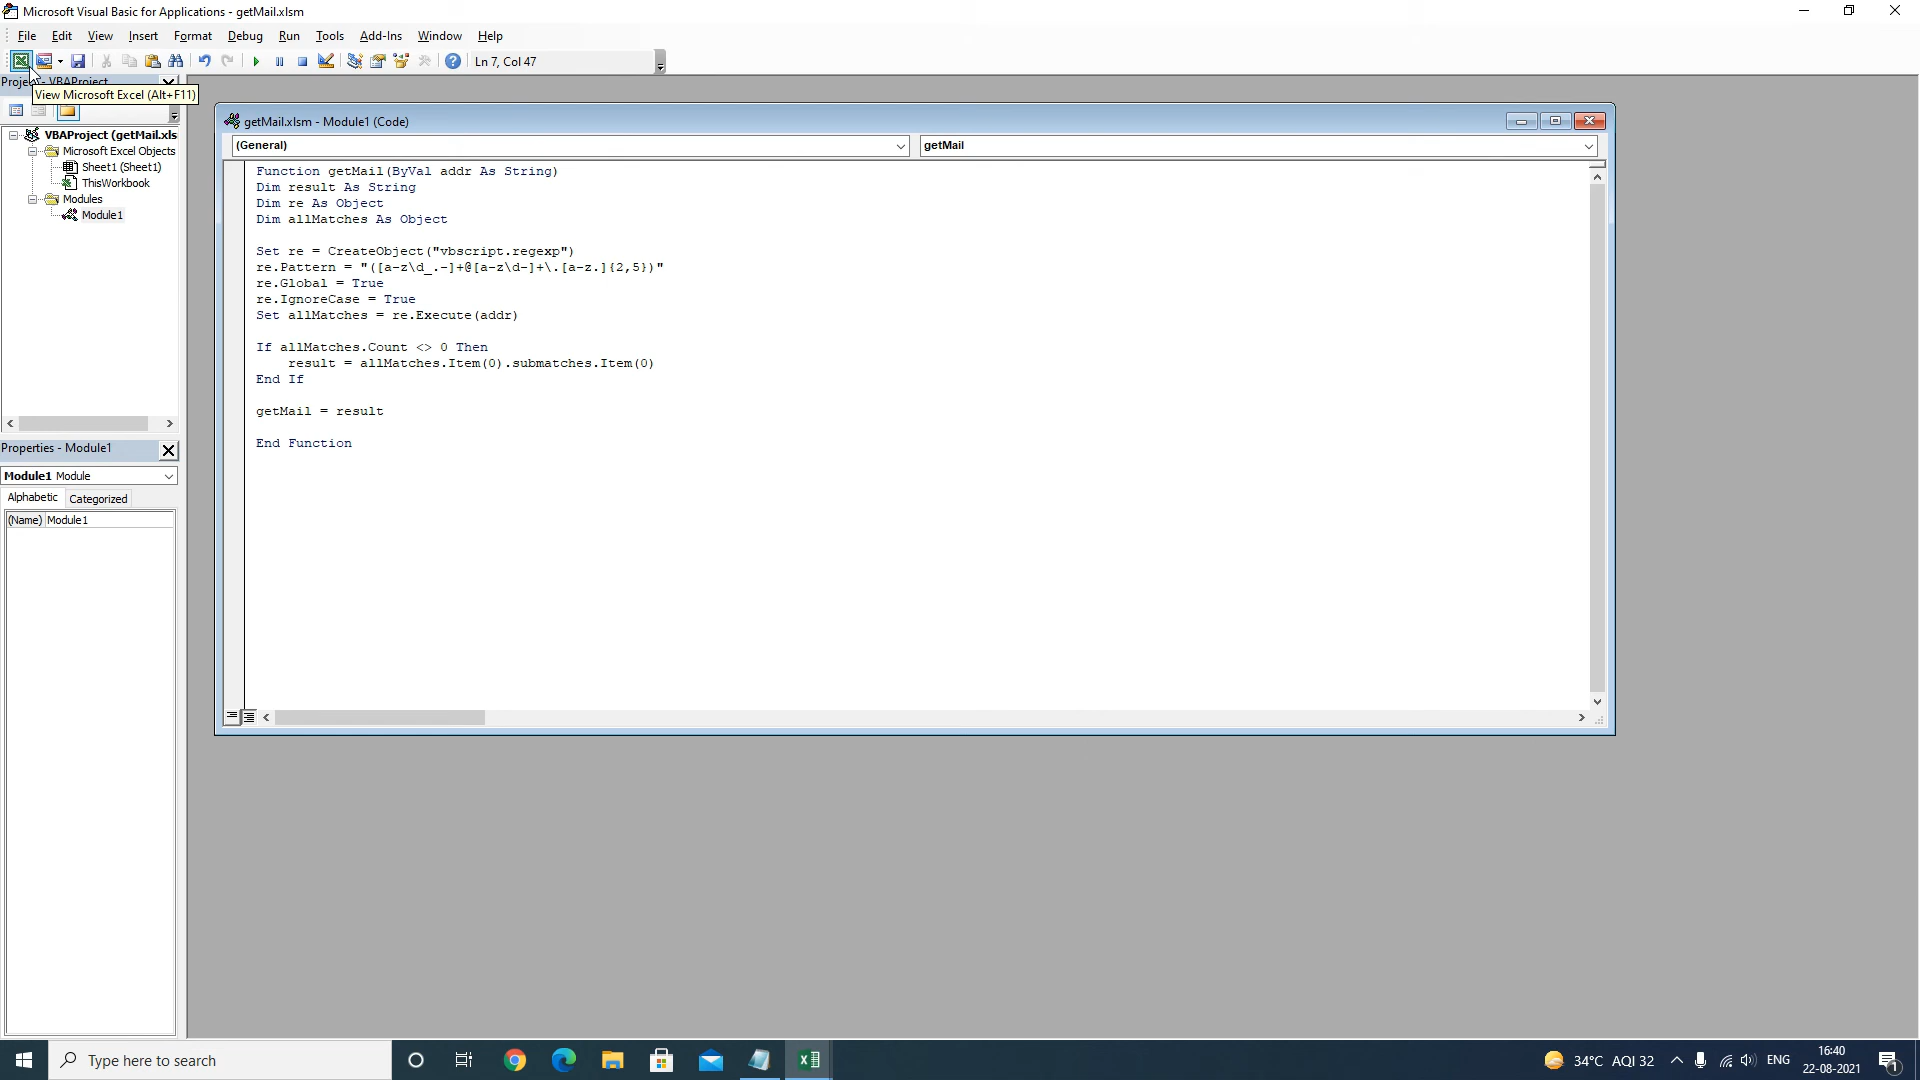 Microsoft Visual Basic for Applications - getMail.xlsm
File Edit View Insert Format Debug Run Tools Add-Ins Window Help
Ln 7, Col 47
View Microsoft Excel (Alt+F11)
VBAProject (getMail.xls
Microsoft Excel Objects
Sheet1 (Sheet1)
ThisWorkbook
Modules
Module1
Properties - Module1
Module1 Module
Alphabetic Categorized
(Name) Module1
getMail.xlsm - Module1 (Code)
(General) getMail
Function getMail(ByVal addr As String)
Dim result As String
Dim re As Object
Dim allMatches As Object
Set re = CreateObject("vbscript.regexp")
re.Pattern = "([a-z\d_.-]+@[a-z\d-]+\.[a-z.]{2,5})"
re.Global = True
re.IgnoreCase = True
Set allMatches = re.Execute(addr)
If allMatches.Count <> 0 Then
result = allMatches.Item(0).submatches.Item(0)
End If
getMail = result
End Function
Type here to search
34°C AQI 32
ENG
16:40
22-08-2021
1